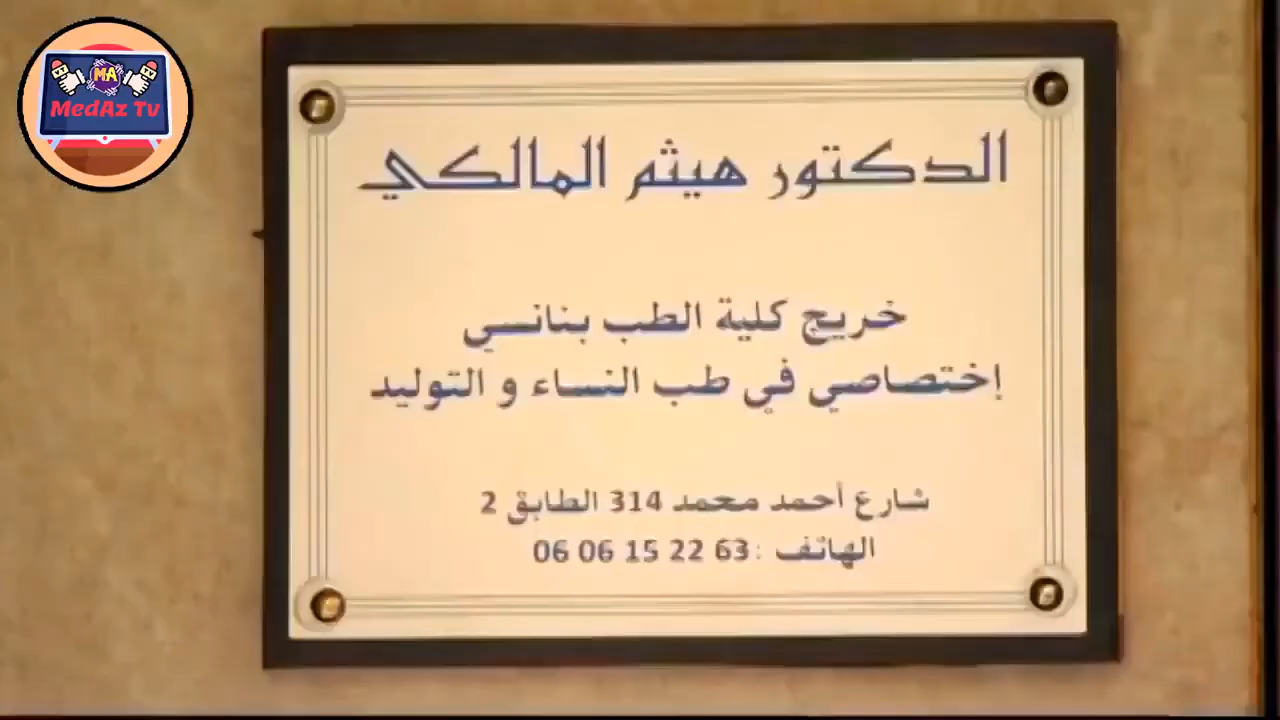 MA
MedAz Tv
الدكتور هيثم المالكي
خريج كلية الطب بنانسي
إختصاصي في طب النساء و التوليد
شارع أحمد محمد 314 الطابق 2
الهاتف : 06 06 15 22 63